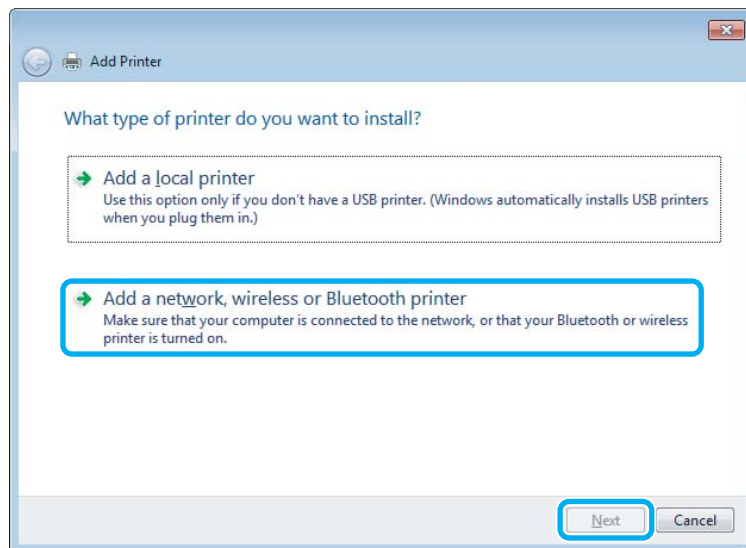 Add Printer
What type of printer do you want to install?
Add a local printer
Use this option only if you don't have a USB printer. (Windows automatically installs USB printers
when you plug them in.)
Add a network, wireless or Bluetooth printer
Make sure that your computer is connected to the network, or that your Bluetooth or wireless
printer is turned on.
Next Cancel